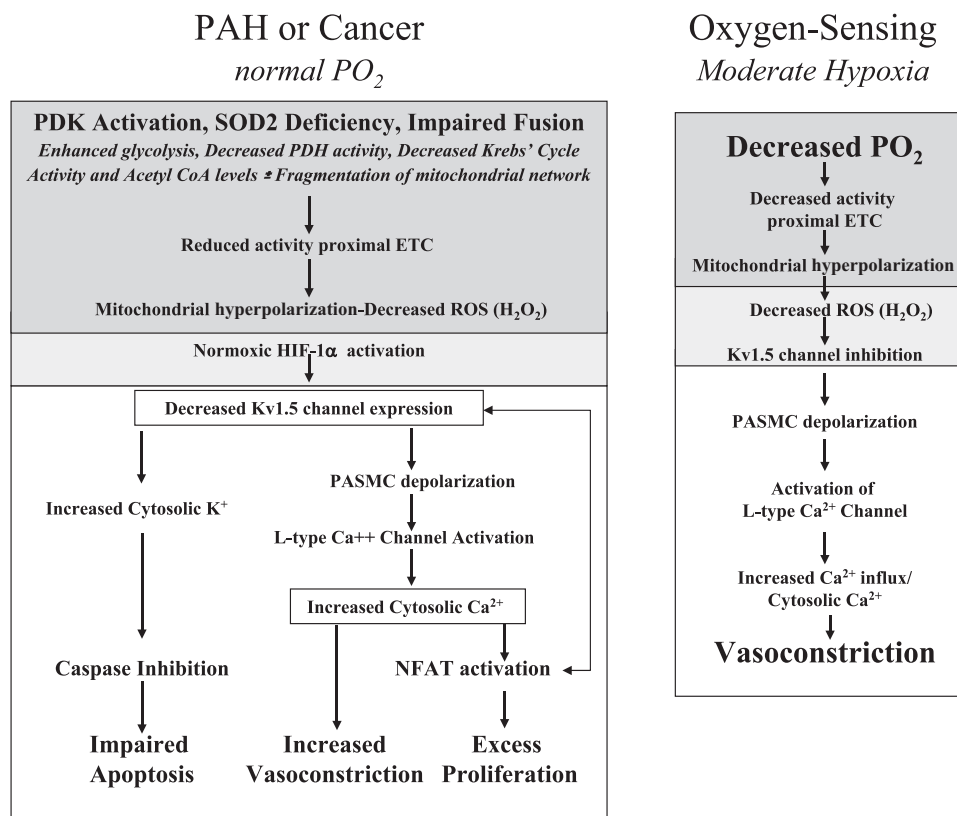 PAH or Cancer
normal PO₂
PDK Activation, SOD2 Deficiency, Impaired Fusion
Enhanced glycolysis, Decreased PDH activity, Decreased Krebs’ Cycle
Activity and Acetyl CoA levels ± Fragmentation of mitochondrial network
Reduced activity proximal ETC
Mitochondrial hyperpolarization-Decreased ROS (H₂O₂)
Normoxic HIF-1α activation
Decreased Kv1.5 channel expression
PASMC depolarization
Increased Cytosolic K⁺
L-type Ca++ Channel Activation
Increased Cytosolic Ca²⁺
Caspase Inhibition
NFAT activation
Impaired
Apoptosis
Increased
Vasoconstriction
Excess
Proliferation
Oxygen-Sensing
Moderate Hypoxia
Decreased PO₂
Decreased activity
proximal ETC
Mitochondrial hyperpolarization
Decreased ROS (H₂O₂)
Kv1.5 channel inhibition
PASMC depolarization
Activation of
L-type Ca²⁺ Channel
Increased Ca²⁺ influx/
Cytosolic Ca²⁺
Vasoconstriction